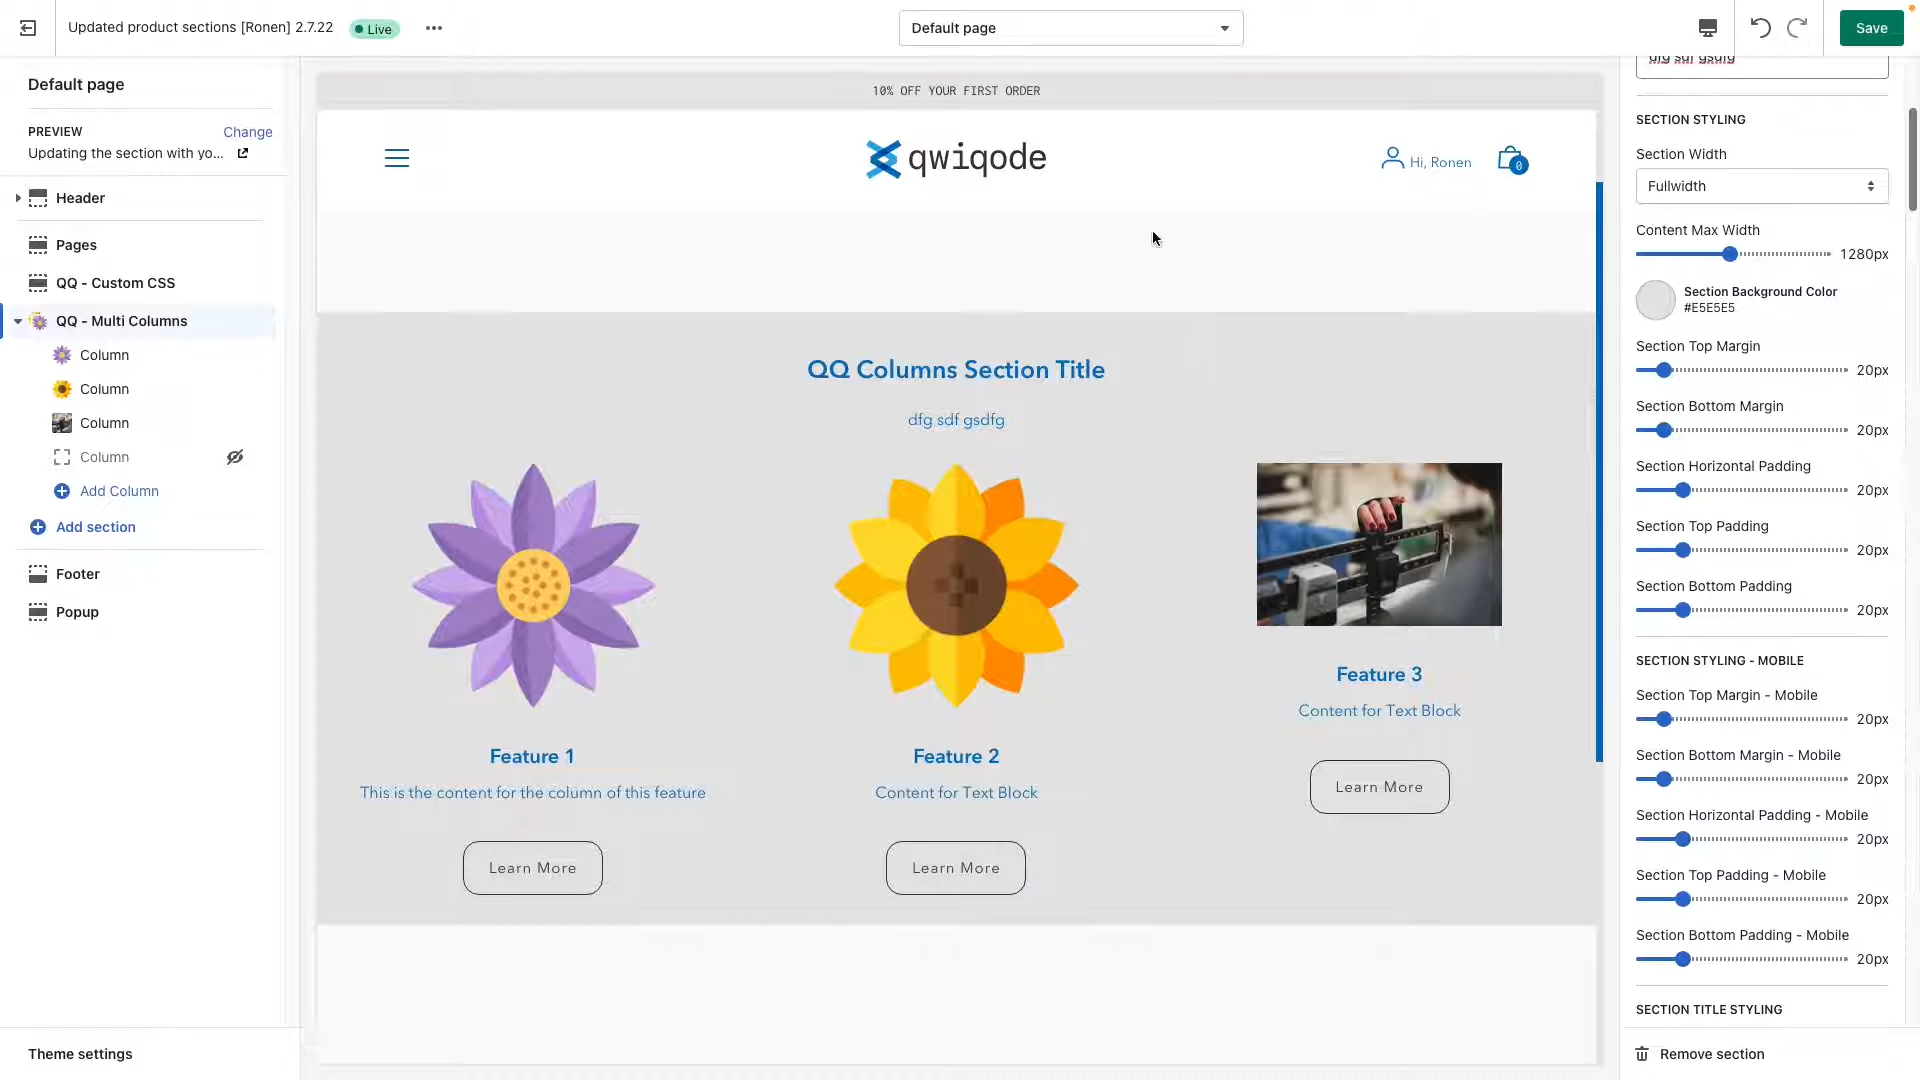 Updated product sections [Ronen] 2.7.22
Live
Default page
Save
Default page
PREVIEW
Change
Updating the section with yo...
Header
Pages
QQ - Custom CSS
QQ - Multi Columns
Column
Column
Column
Column
Add Column
Add section
Footer
Popup
Theme settings
10% OFF YOUR FIRST ORDER
qwiqode
Hi, Ronen
0
QQ Columns Section Title
dfg sdf gsdfg
Feature 1
This is the content for the column of this feature
Learn More
Feature 2
Content for Text Block
Learn More
Feature 3
Content for Text Block
Learn More
dfg sdf gsdfg
SECTION STYLING
Section Width
Fullwidth
Content Max Width
1280px
Section Background Color
#E5E5E5
Section Top Margin
20px
Section Bottom Margin
20px
Section Horizontal Padding
20px
Section Top Padding
20px
Section Bottom Padding
20px
SECTION STYLING - MOBILE
Section Top Margin - Mobile
20px
Section Bottom Margin - Mobile
20px
Section Horizontal Padding - Mobile
20px
Section Top Padding - Mobile
20px
Section Bottom Padding - Mobile
20px
SECTION TITLE STYLING
Remove section